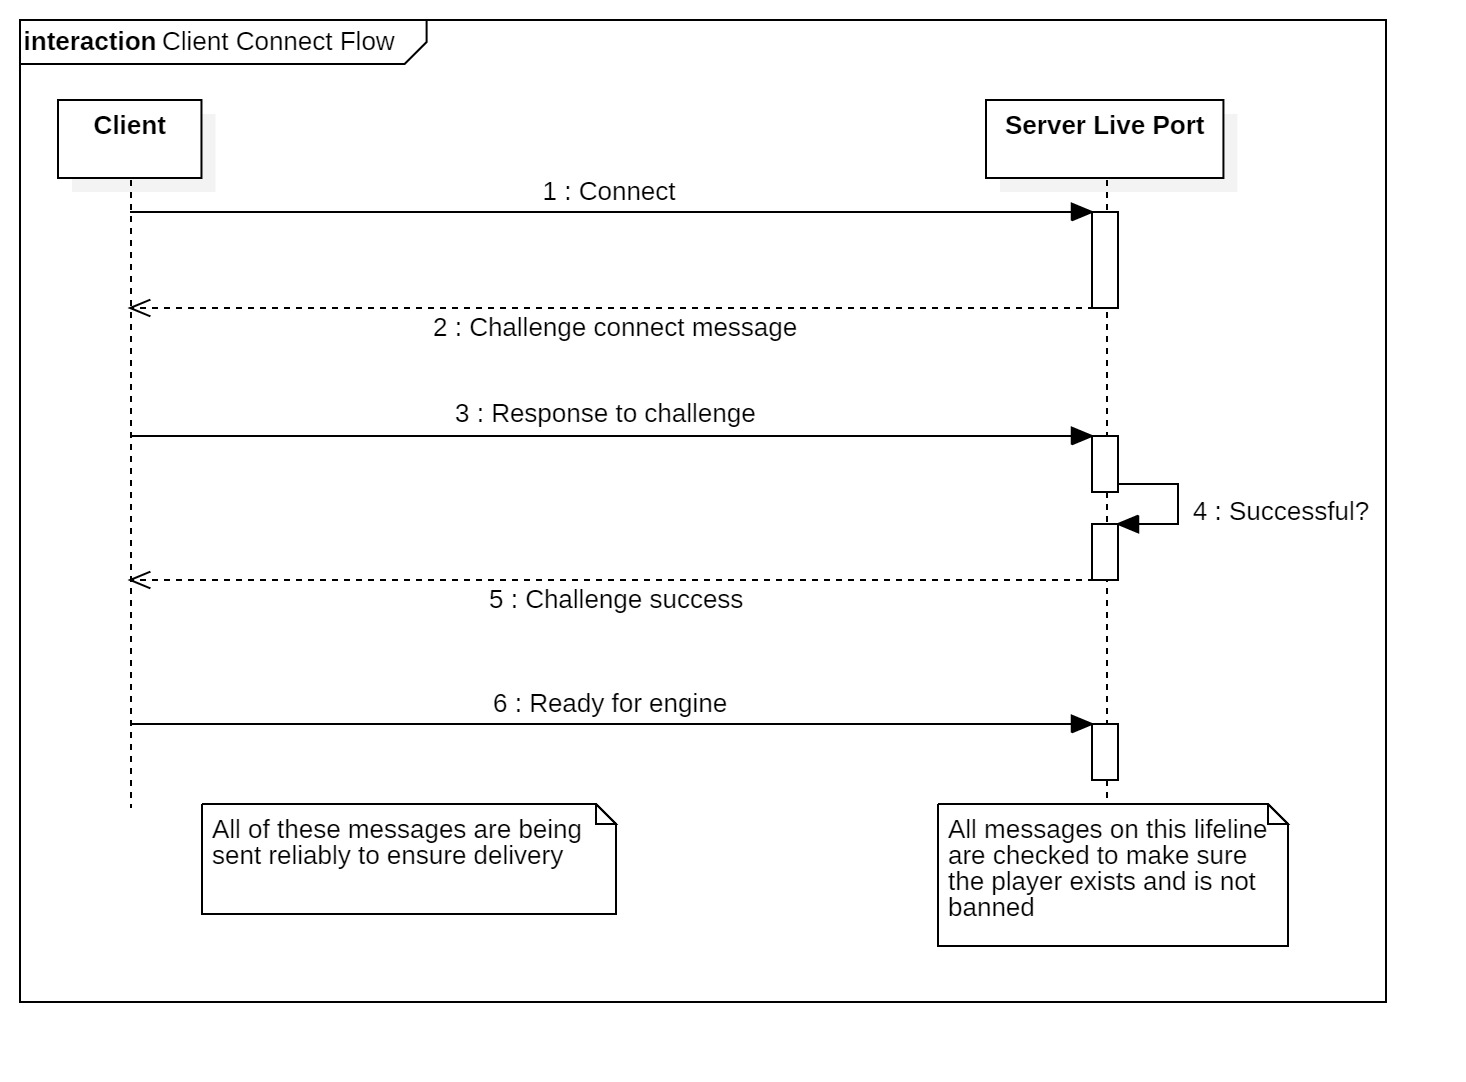 interaction Client Connect Flow
Client
Server Live Port
1 : Connect
2 : Challenge connect message
3 : Response to challenge
4 : Successful?
5 : Challenge success
6 : Ready for engine
All of these messages are being
sent reliably to ensure delivery
All messages on this lifeline
are checked to make sure
the player exists and is not
banned